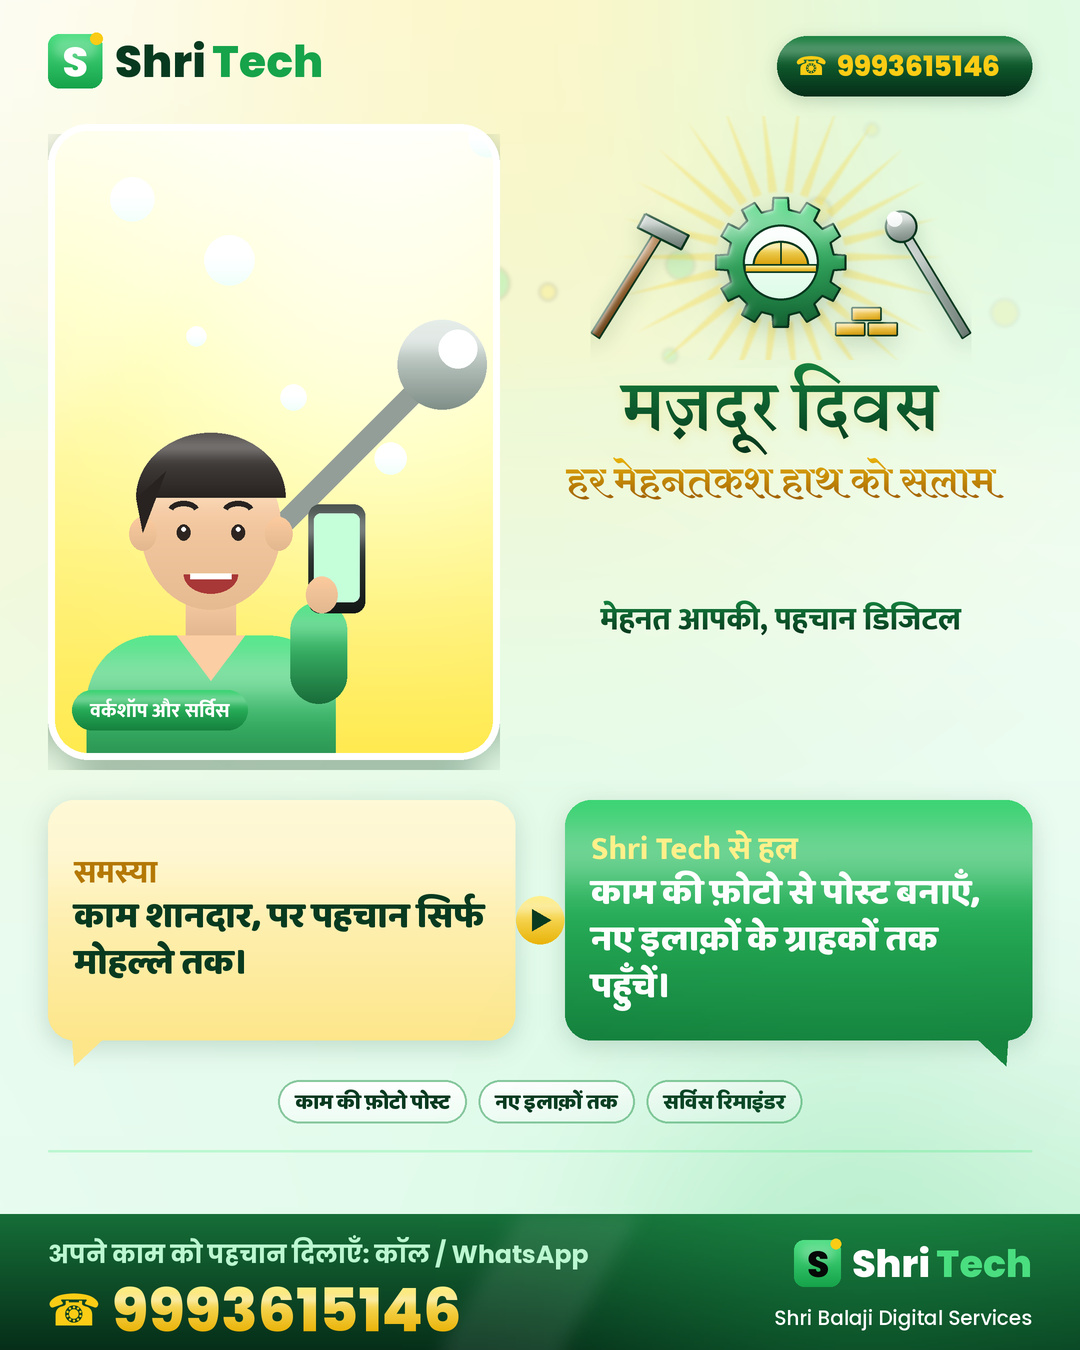 S Shri Tech
☎ 9993615146
मज़दूर दिवस
हर मेहनतकश हाथ को सलाम
मेहनत आपकी, पहचान डिजिटल
वर्कशॉप और सर्विस
समस्या
काम शानदार, पर पहचान सिर्फ
मोहल्ले तक।
Shri Tech से हल
काम की फ़ोटो से पोस्ट बनाएँ,
नए इलाक़ों के ग्राहकों तक
पहुँचें।
काम की फ़ोटो पोस्ट
नए इलाक़ों तक
सर्विस रिमाइंडर
अपने काम को पहचान दिलाएँ: कॉल / WhatsApp
☎ 9993615146
S Shri Tech
Shri Balaji Digital Services